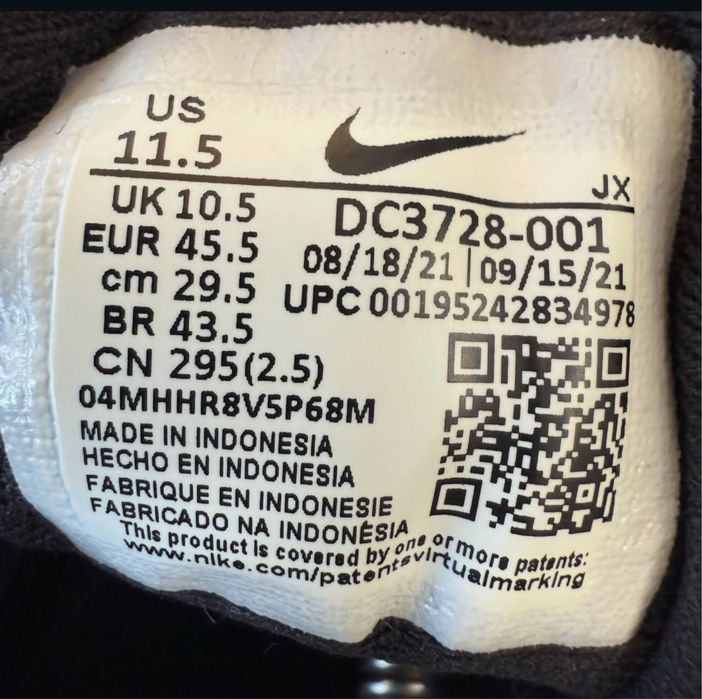 US
11.5
JX
UK 10.5
EUR 45.5
cm 29.5
BR 43.5
CN 295(2.5)
DC3728-001
08/18/21 | 09/15/21
UPC 00195242834978
04MHHR8V5P68M
MADE IN INDONESIA
HECHO EN INDONESIA
FABRIQUE EN INDONESIE
FABRICADO NA INDONÉSIA
This product is covered by one or more patents:
www.nike.com/patentsvirtualmarking